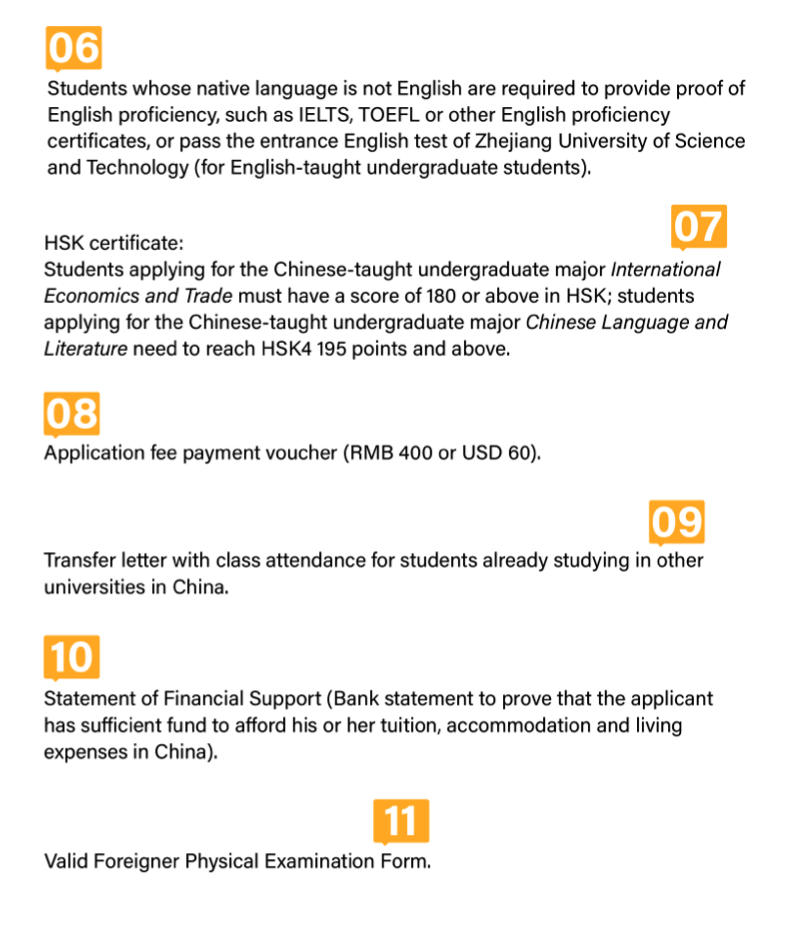 06
Students whose native language is not English are required to provide proof of
English proficiency, such as IELTS, TOEFL or other English proficiency
certificates, or pass the entrance English test of Zhejiang University of Science
and Technology (for English-taught undergraduate students).
07
HSK certificate:
Students applying for the Chinese-taught undergraduate major International
Economics and Trade must have a score of 180 or above in HSK; students
applying for the Chinese-taught undergraduate major Chinese Language and
Literature need to reach HSK4 195 points and above.
08
Application fee payment voucher (RMB 400 or USD 60).
09
Transfer letter with class attendance for students already studying in other
universities in China.
10
Statement of Financial Support (Bank statement to prove that the applicant
has sufficient fund to afford his or her tuition, accommodation and living
expenses in China).
11
Valid Foreigner Physical Examination Form.